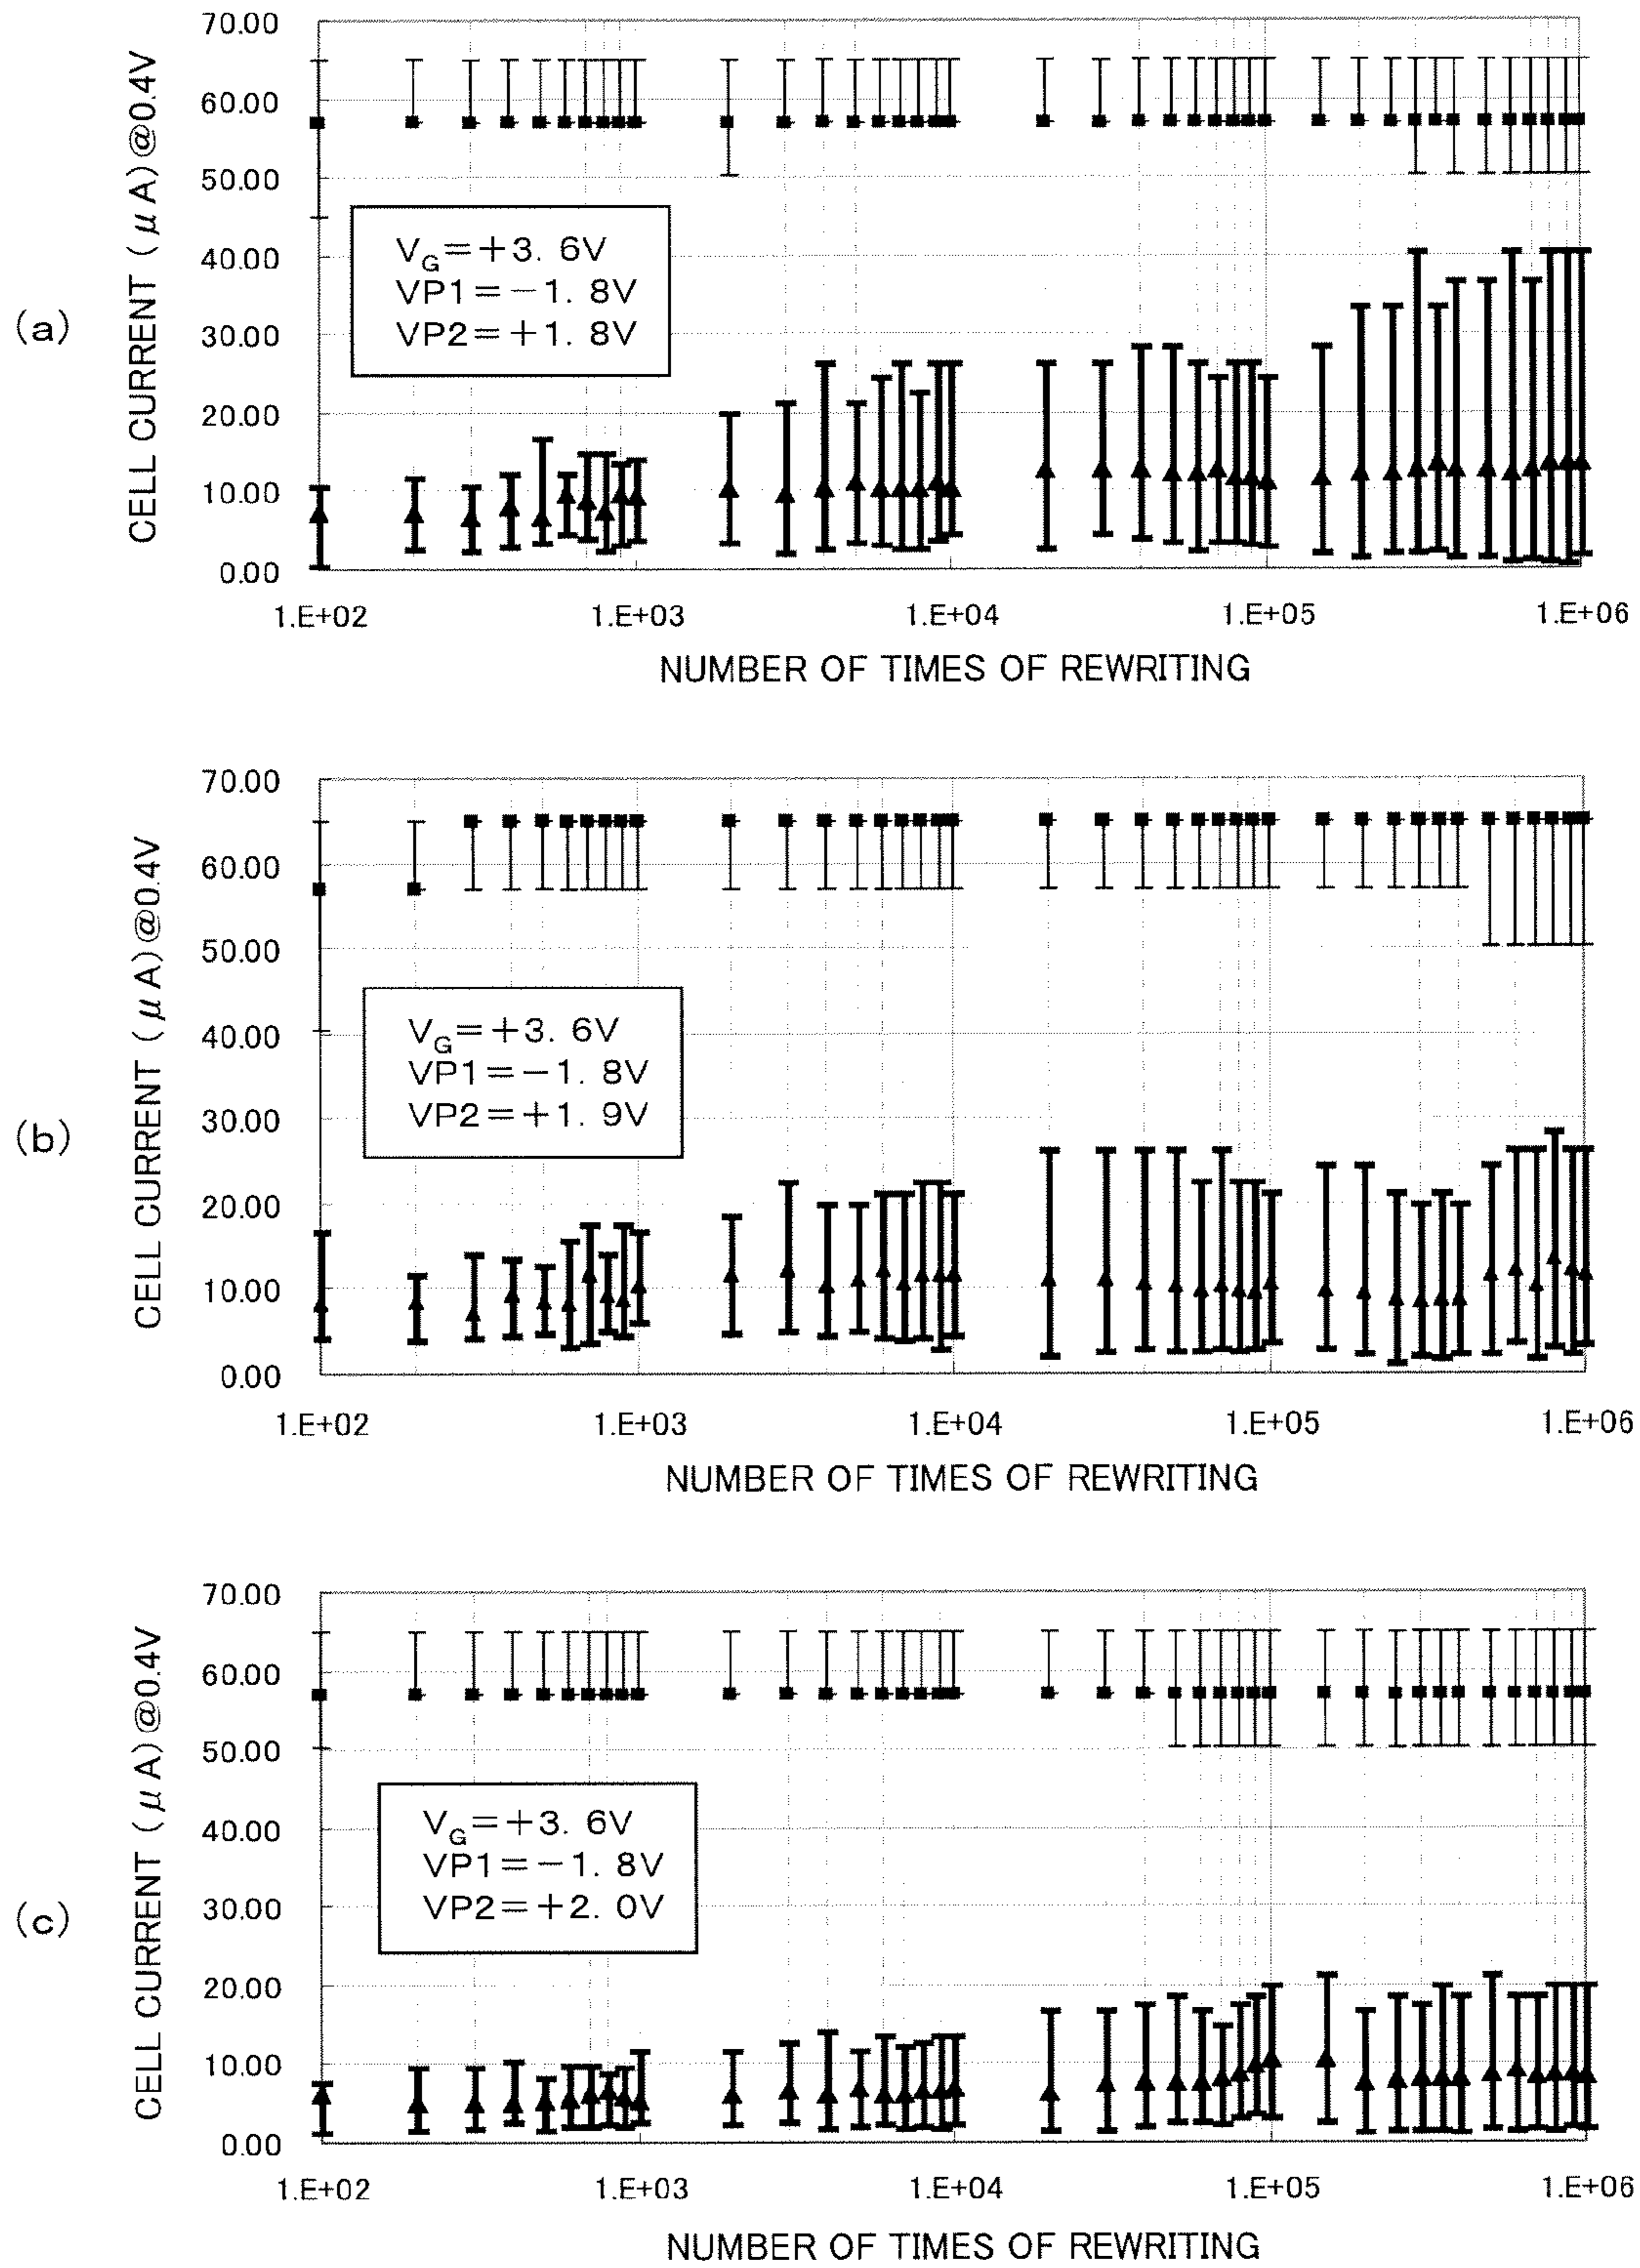 (a)
CELL CURRENT (μA)@0.4V
70.00
60.00
50.00
40.00
30.00
20.00
10.00
0.00
VG=+3. 6V
VP1=-1. 8V
VP2=+1. 8V
1.E+02 1.E+03 1.E+04 1.E+05 1.E+06
NUMBER OF TIMES OF REWRITING
(b)
CELL CURRENT (μA)@0.4V
70.00
60.00
50.00
40.00
30.00
20.00
10.00
0.00
VG=+3. 6V
VP1=-1. 8V
VP2=+1. 9V
1.E+02 1.E+03 1.E+04 1.E+05 1.E+06
NUMBER OF TIMES OF REWRITING
(c)
CELL CURRENT (μA)@0.4V
70.00
60.00
50.00
40.00
30.00
20.00
10.00
0.00
VG=+3. 6V
VP1=-1. 8V
VP2=+2. 0V
1.E+02 1.E+03 1.E+04 1.E+05 1.E+06
NUMBER OF TIMES OF REWRITING